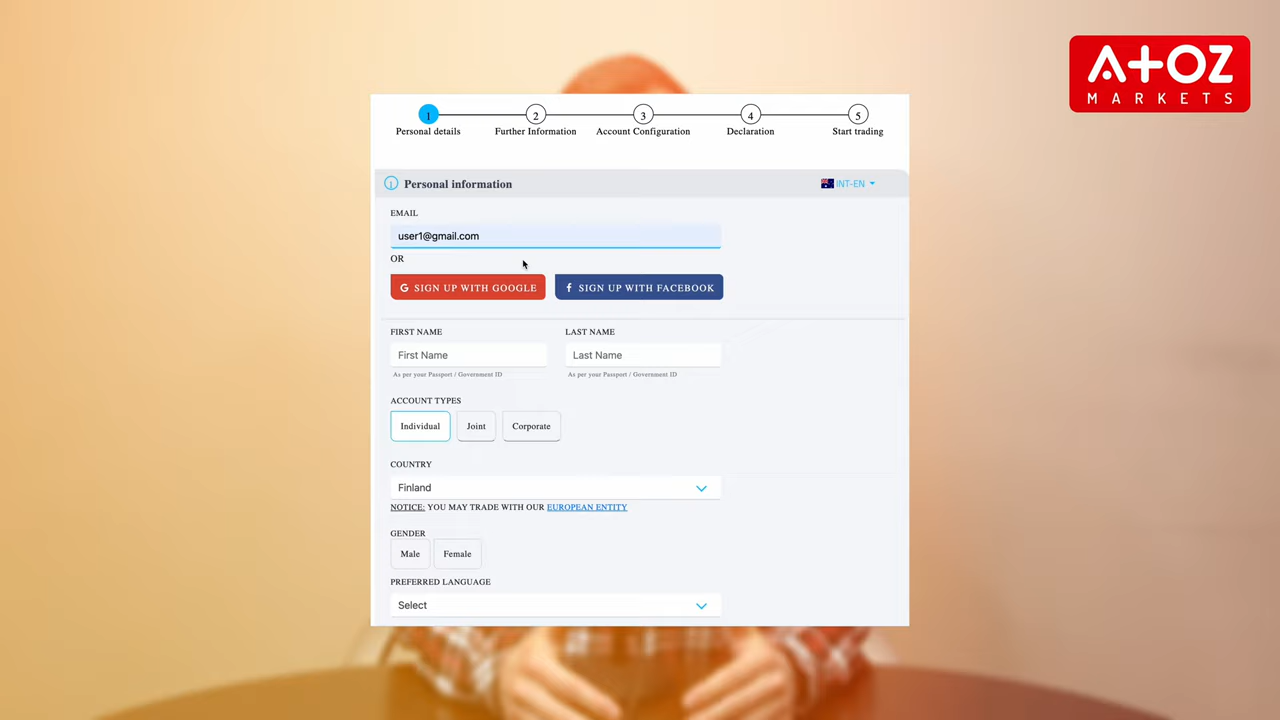 A+OZ
MARKETS
1 2 3 4 5
Personal details Further Information Account Configuration Declaration Start trading
Personal information INT-EN
EMAIL
user1@gmail.com
OR
G SIGN UP WITH GOOGLE f SIGN UP WITH FACEBOOK
FIRST NAME LAST NAME
First Name Last Name
As per your Passport / Government ID As per your Passport / Government ID
ACCOUNT TYPES
Individual Joint Corporate
COUNTRY
Finland
NOTICE: YOU MAY TRADE WITH OUR EUROPEAN ENTITY
GENDER
Male Female
PREFERRED LANGUAGE
Select